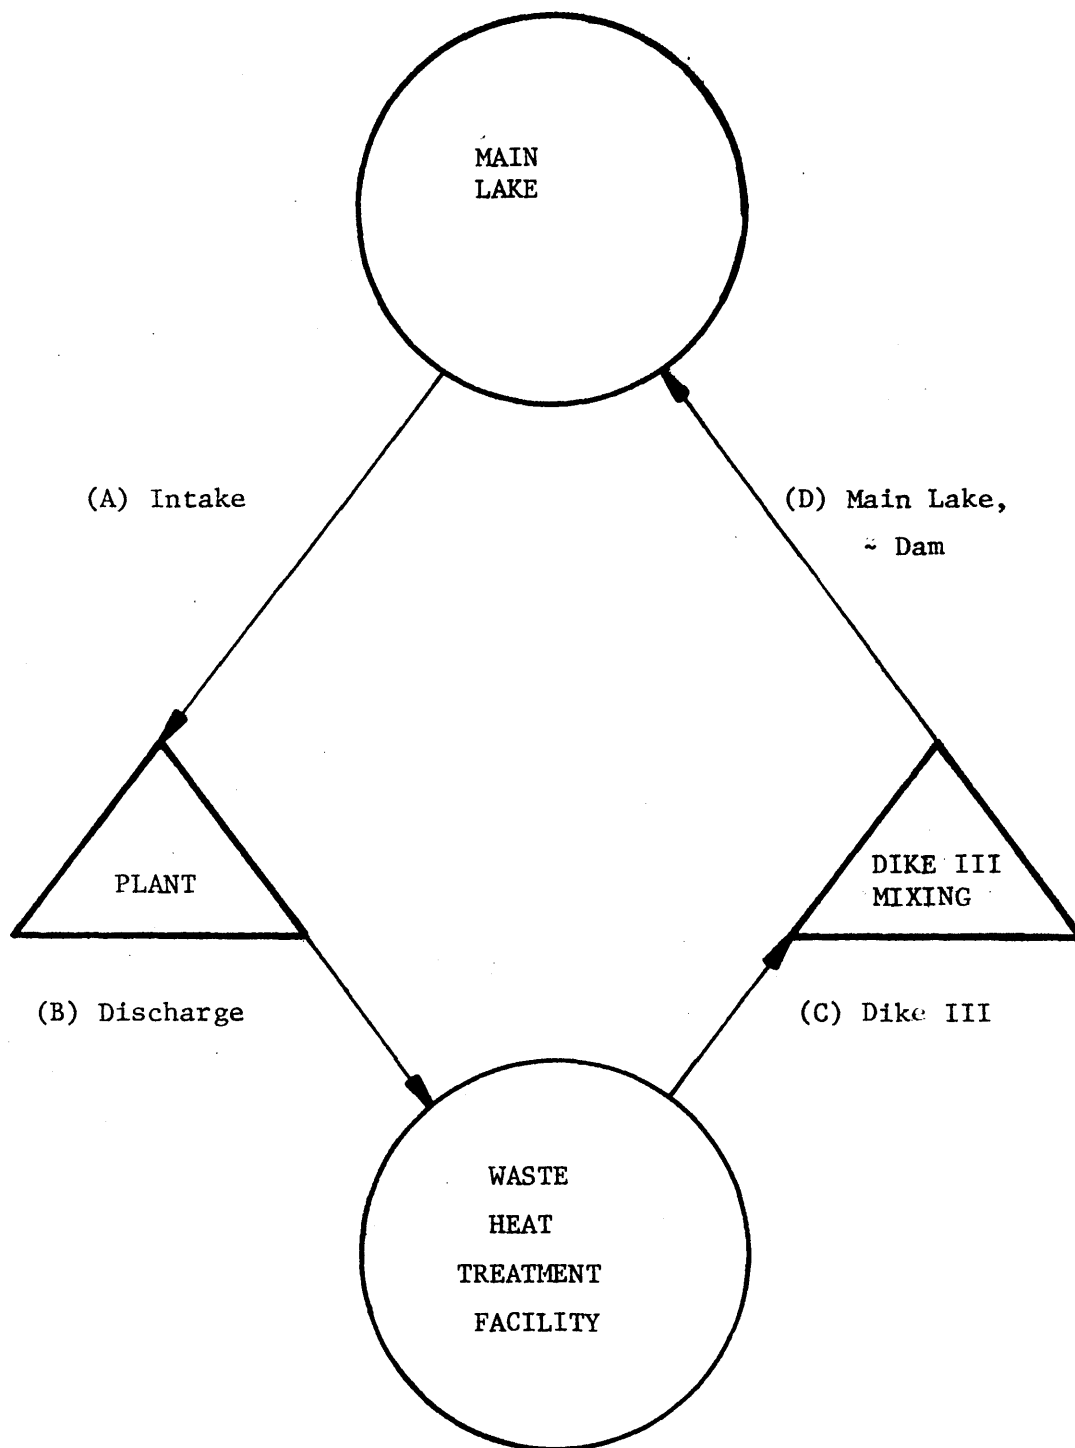 MAIN
LAKE
(A) Intake
(D) Main Lake,
~ Dam
PLANT
DIKE III
MIXING
(B) Discharge
(C) Dike III
WASTE
HEAT
TREATMENT
FACILITY